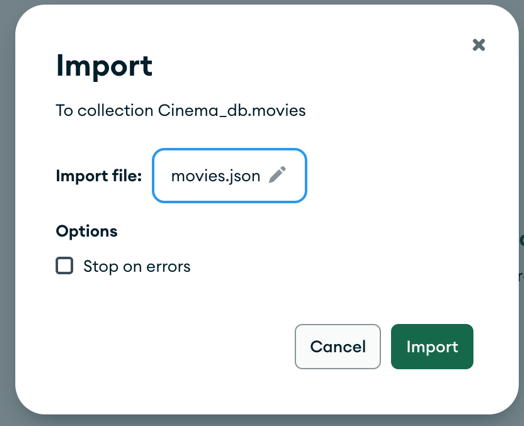 Import
To collection Cinema_db.movies
Import file: movies.json
Options
Stop on errors
Cancel Import